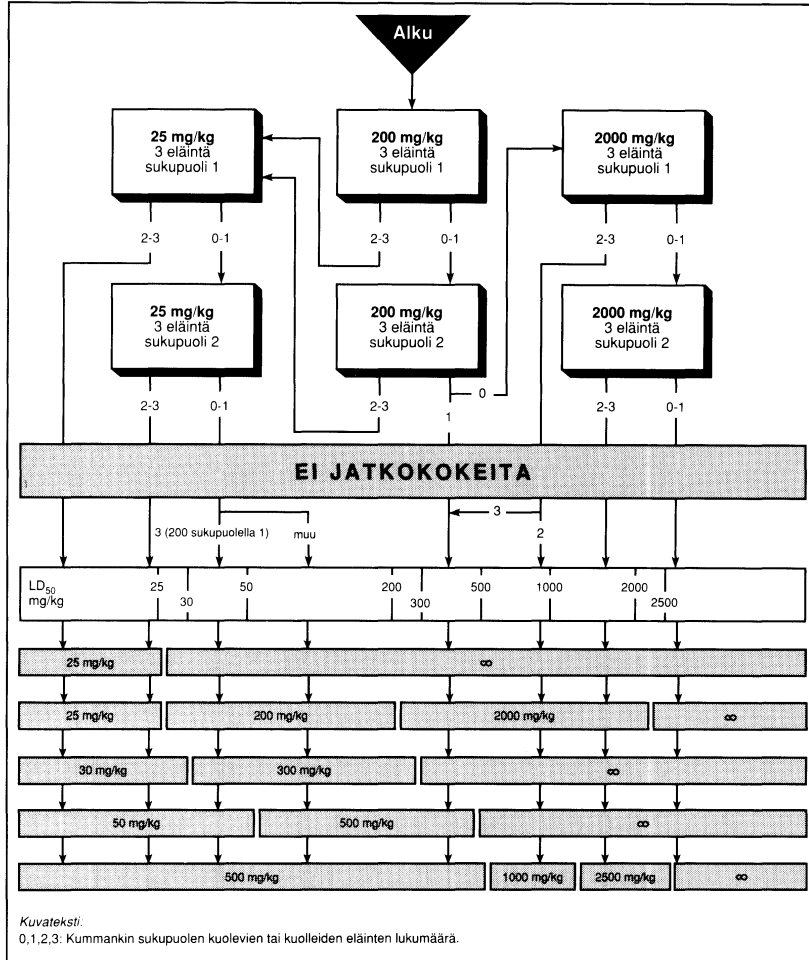 Alku
25 mg/kg
3 eläintä
sukupuoli 1
200 mg/kg
3 eläintä
sukupuoli 1
2000 mg/kg
3 eläintä
sukupuoli 1
2-3 0-1 2-3 0-1 2-3 0-1
25 mg/kg
3 eläintä
sukupuoli 2
200 mg/kg
3 eläintä
sukupuoli 2
2000 mg/kg
3 eläintä
sukupuoli 2
0
2-3 0-1 2-3 1 2-3 0-1
EI JATKOKOKEITA
3
3 (200 sukupuolella 1) muu 2
LD50 25 50 200 500 1000 2000
mg/kg 30 300 2500
25 mg/kg ∞
25 mg/kg 200 mg/kg 2000 mg/kg ∞
30 mg/kg 300 mg/kg ∞
50 mg/kg 500 mg/kg ∞
500 mg/kg 1000 mg/kg 2500 mg/kg ∞
Kuvateksti:
0,1,2,3: Kummankin sukupuolen kuolevien tai kuolleiden eläinten lukumäärä.